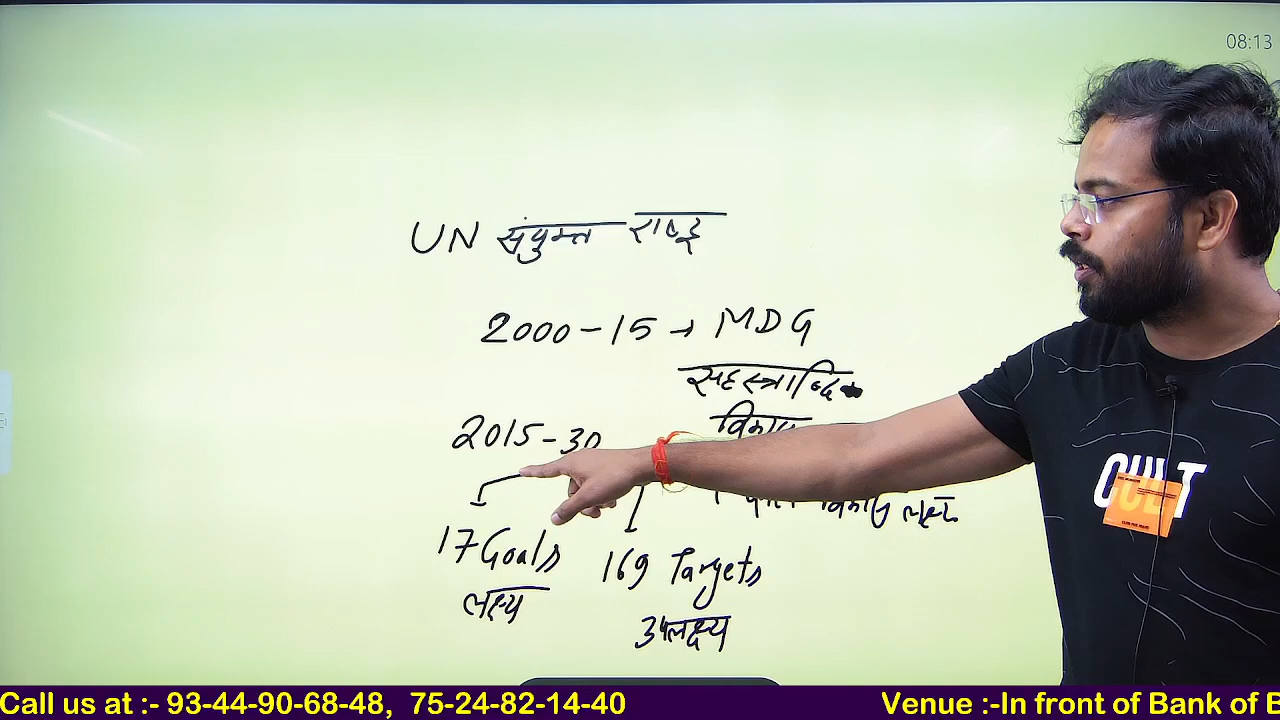 08:13
UN संयुक्त राष्ट्र
2000-15 → MDG
सहस्त्राब्दि
विकास
2015-30
विकास लक्ष्य
17 Goals
169 Targets
लक्ष्य
उपलक्ष्य
CULT
Call us at :- 93-44-90-68-48, 75-24-82-14-40
Venue :-In front of Bank of B